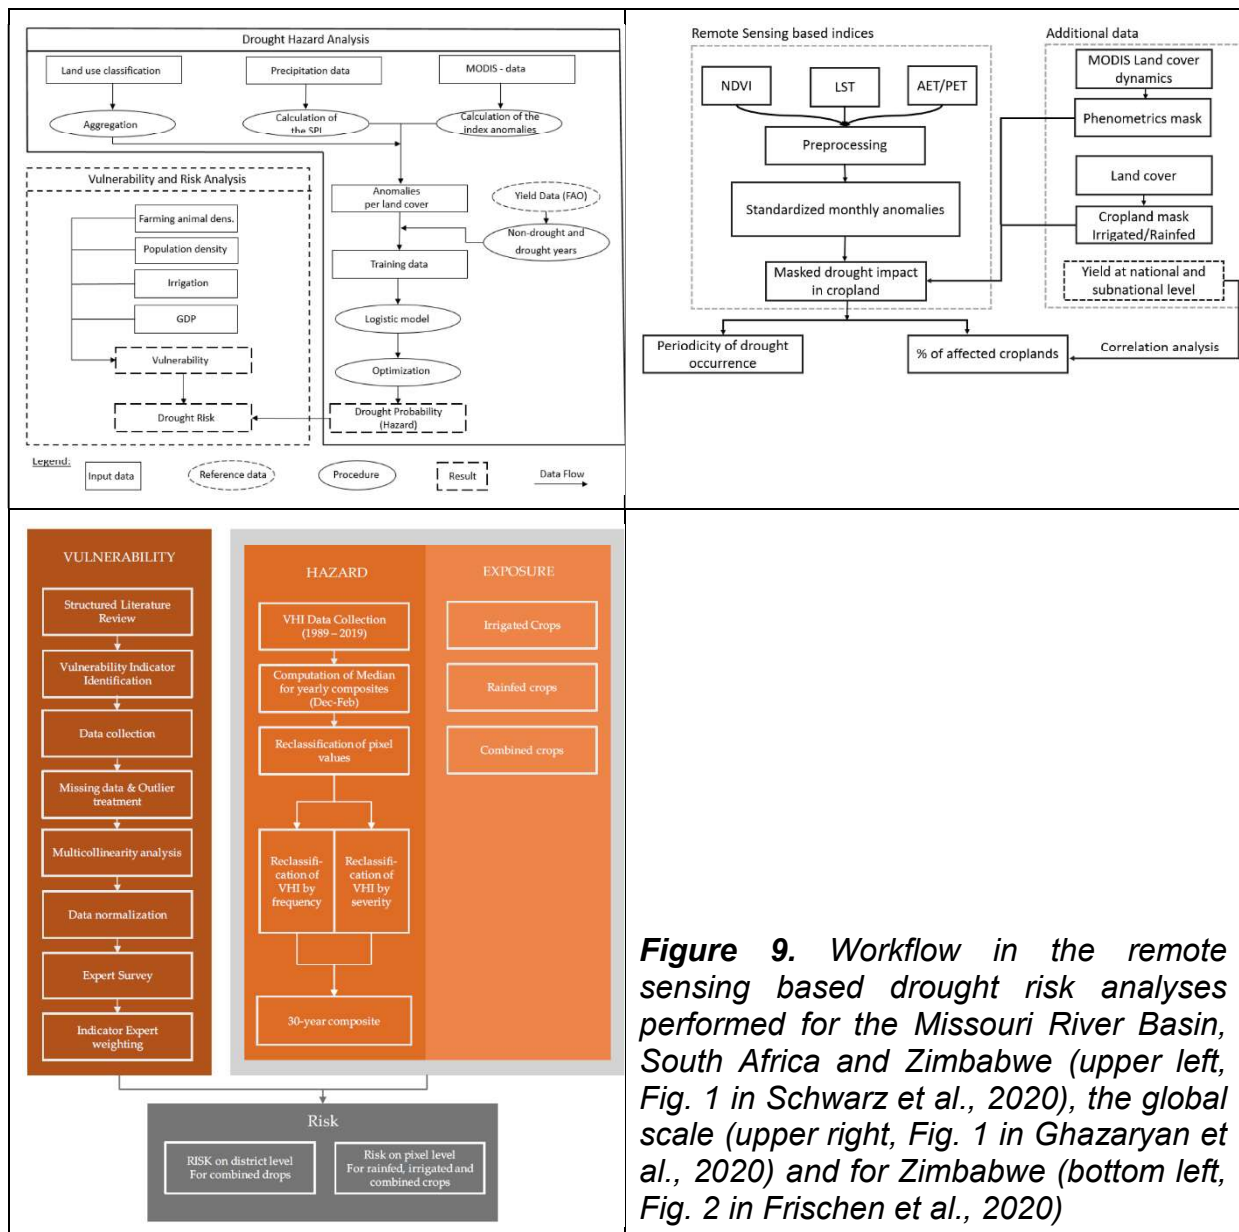 Drought Hazard Analysis
Land use classification
Precipitation data
MODIS - data
Aggregation
Calculation of
the SPI
Calculation of the
index anomalies
Vulnerability and Risk Analysis
Farming animal dens.
Population density
Irrigation
GDP
Vulnerability
Drought Risk
Anomalies
per land cover
Yield Data (FAO)
Non-drought and
drought years
Training data
Logistic model
Optimization
Drought Probability
(Hazard)
Legend:
Input data
Reference data
Procedure
Result
Data Flow
Remote Sensing based indices
NDVI
LST
AET/PET
Preprocessing
Standardized monthly anomalies
Masked drought impact
in cropland
Periodicity of drought
occurrence
% of affected croplands
Additional data
MODIS Land cover
dynamics
Phenometrics mask
Land cover
Cropland mask
Irrigated/Rainfed
Yield at national and
subnational level
Correlation analysis
VULNERABILITY
Structured Literature
Review
Vulnerability Indicator
Identification
Data collection
Missing data & Outlier
treatment
Multicollinearity analysis
Data normalization
Expert Survey
Indicator Expert
weighting
HAZARD
VHI Data Collection
(1989 – 2019)
Computation of Median
for yearly composites
(Dec-Feb)
Reclassification of pixel
values
Reclassifi-
cation of
VHI by
frequency
Reclassifi-
cation of
VHI by
severity
30-year composite
EXPOSURE
Irrigated Crops
Rainfed crops
Combined crops
Risk
RISK on district level
For combined drops
Risk on pixel level
For rainfed, irrigated and
combined crops
Figure 9. Workflow in the remote
sensing based drought risk analyses
performed for the Missouri River Basin,
South Africa and Zimbabwe (upper left,
Fig. 1 in Schwarz et al., 2020), the global
scale (upper right, Fig. 1 in Ghazaryan et
al., 2020) and for Zimbabwe (bottom left,
Fig. 2 in Frischen et al., 2020)